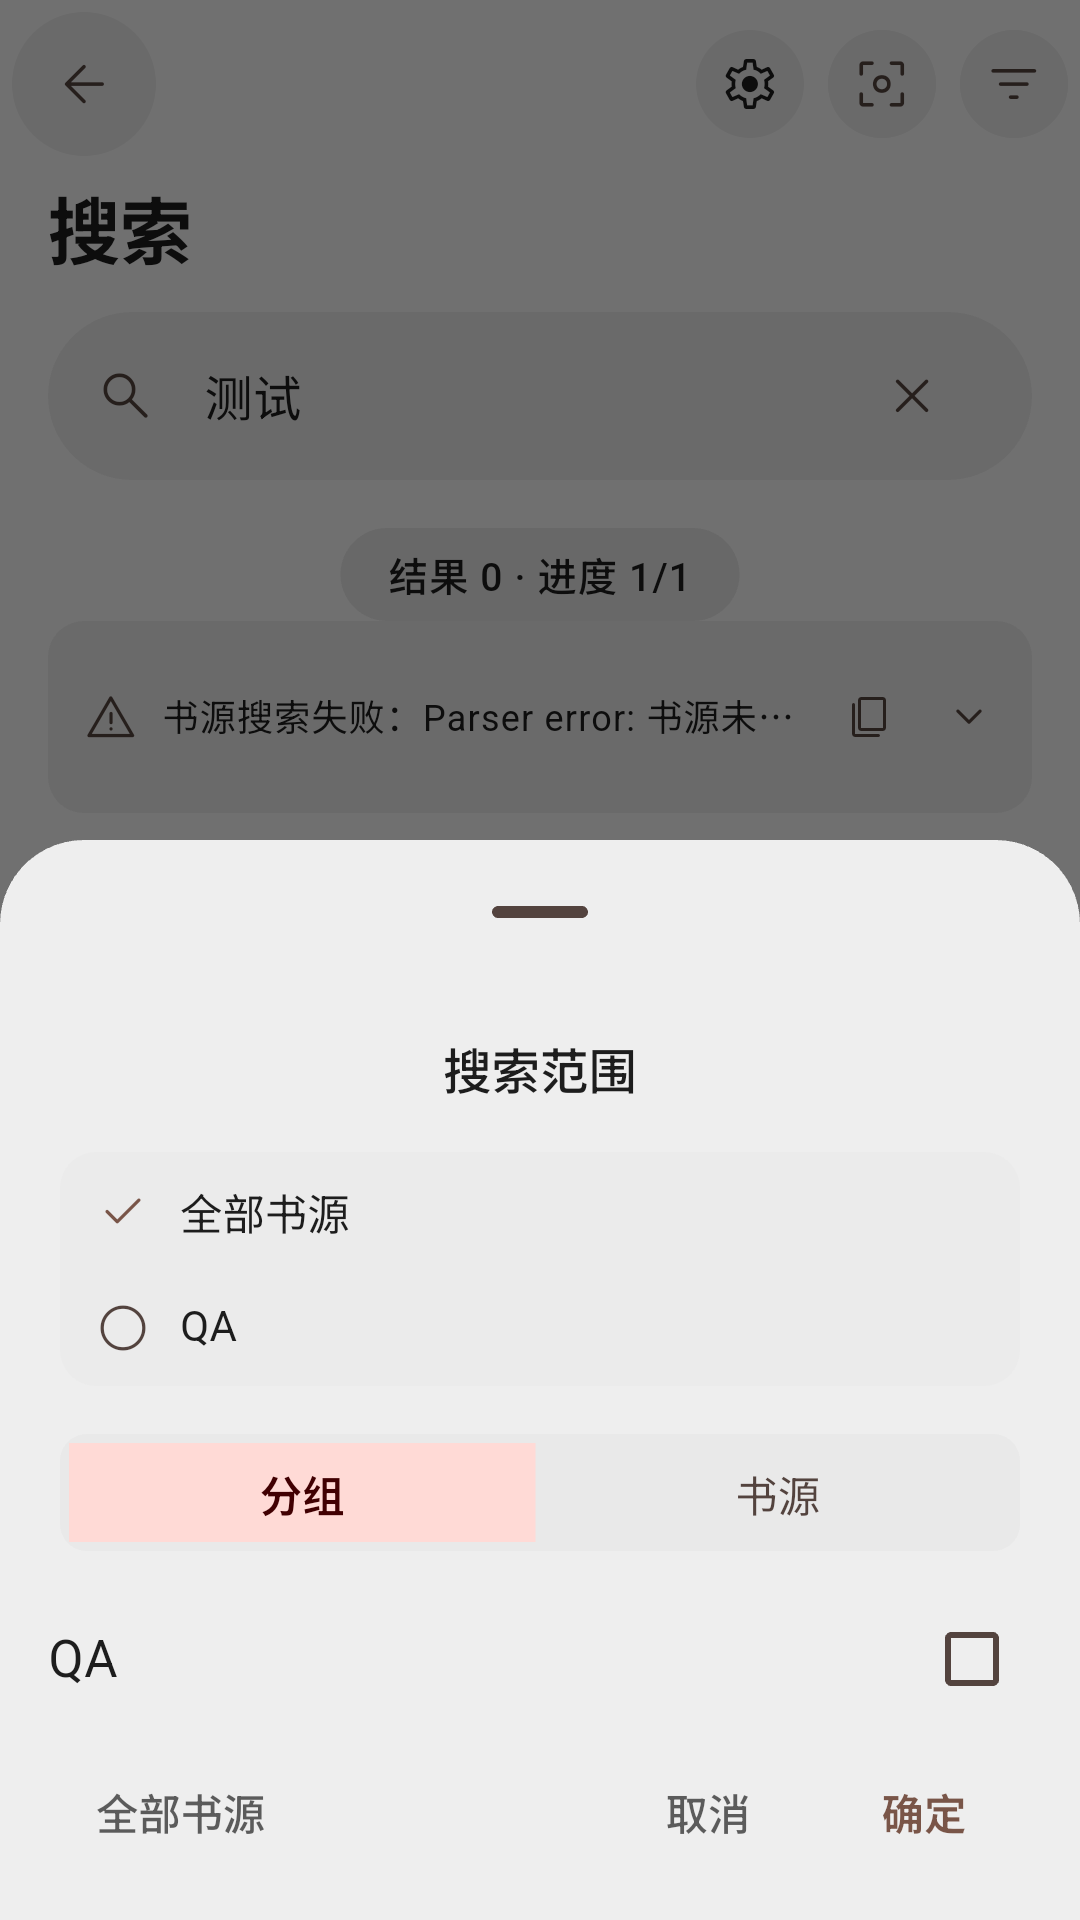 搜索
测试
结果 0 · 进度 1/1
书源搜索失败：Parser error: 书源未…
搜索范围
全部书源
QA
分组 书源
QA
全部书源 取消 确定